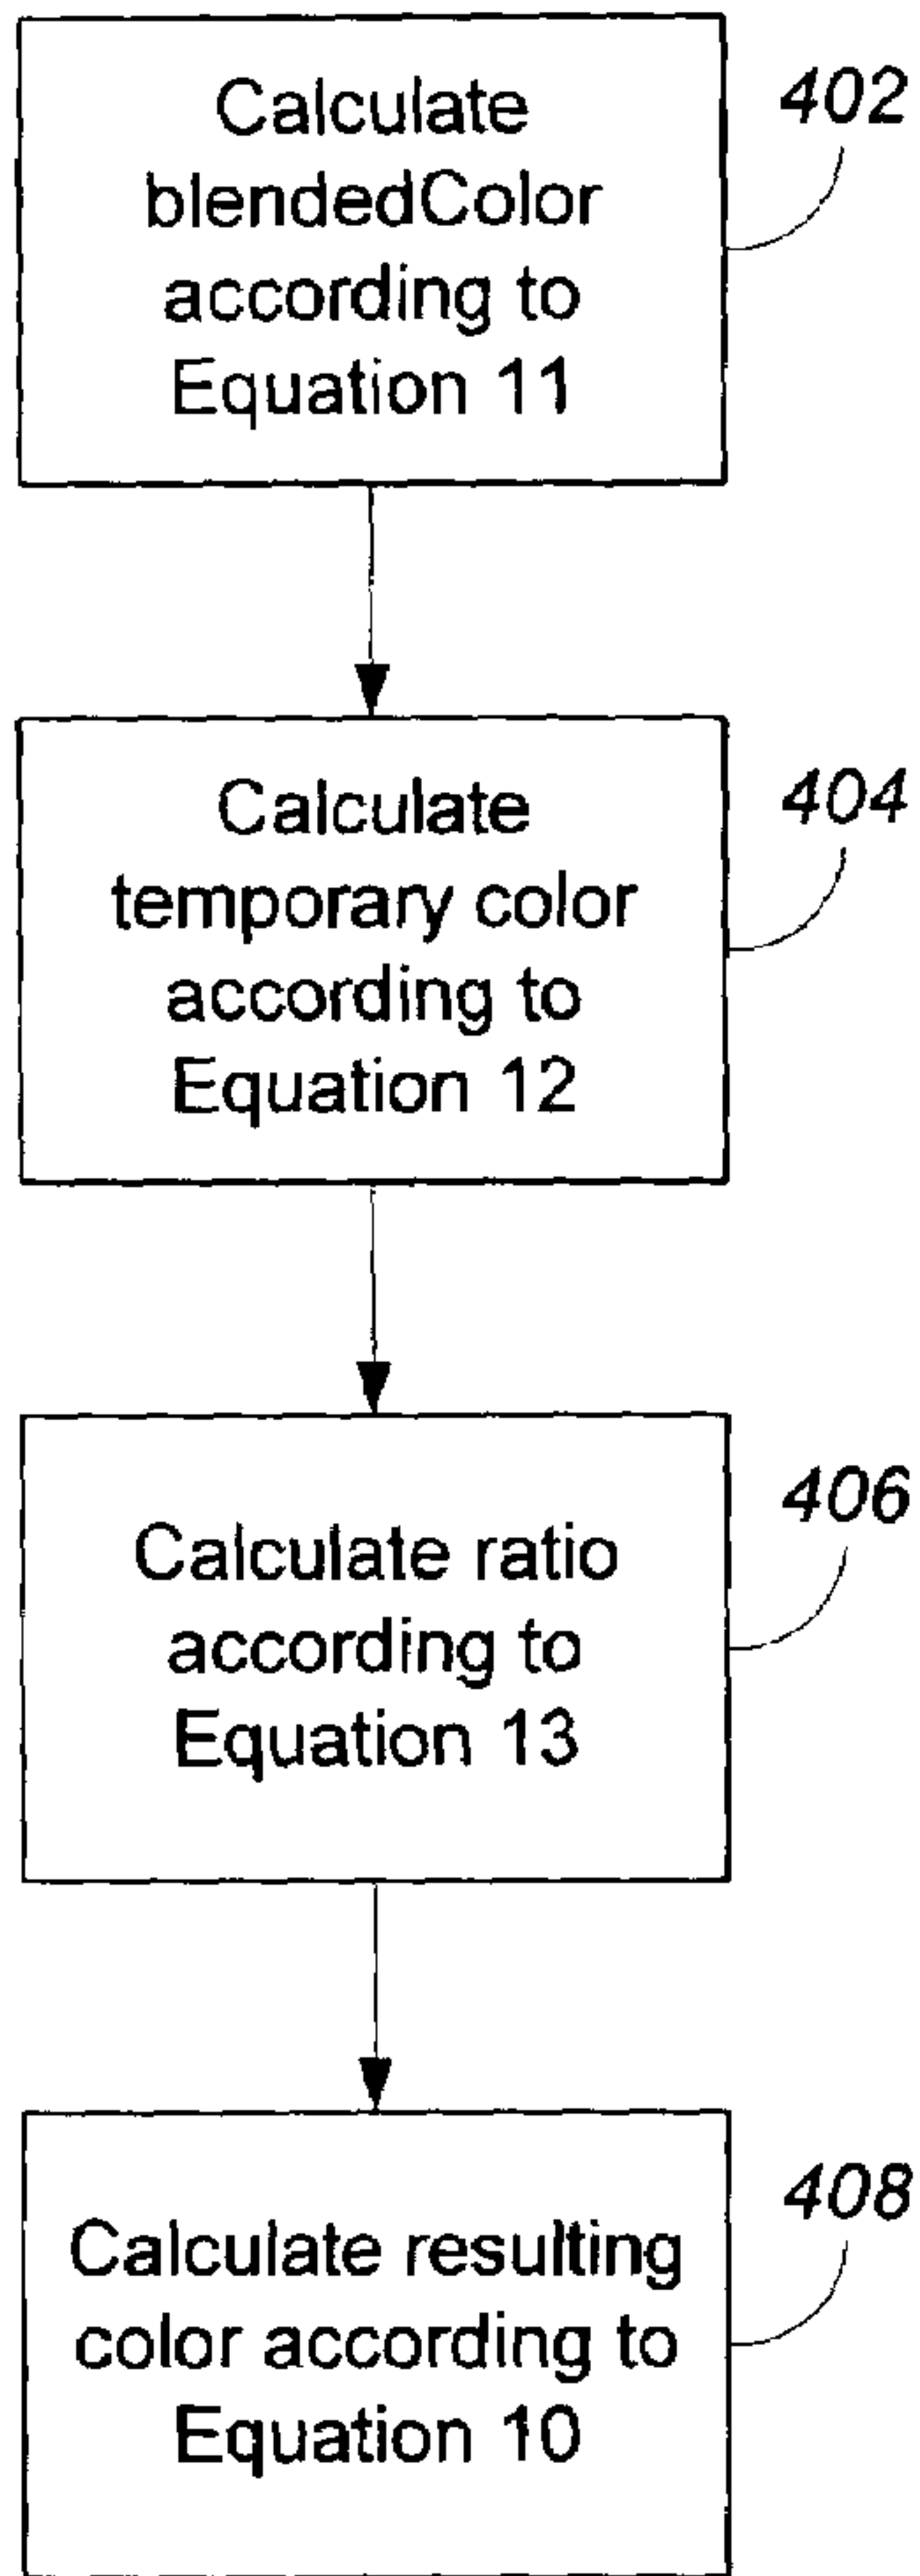 Calculate
blendedColor
according to
Equation 11
402
Calculate
temporary color
according to
Equation 12
404
Calculate ratio
according to
Equation 13
406
Calculate resulting
color according to
Equation 10
408